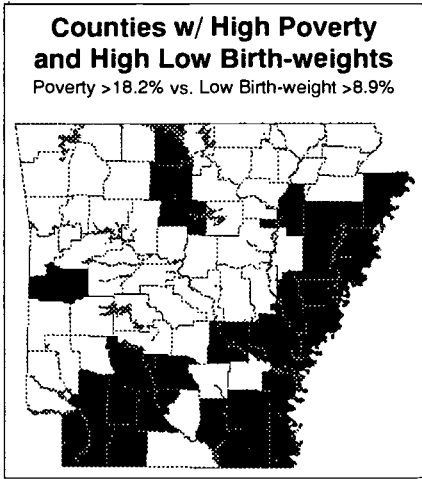 Counties w/ High Poverty
and High Low Birth-weights
Poverty >18.2% vs. Low Birth-weight >8.9%